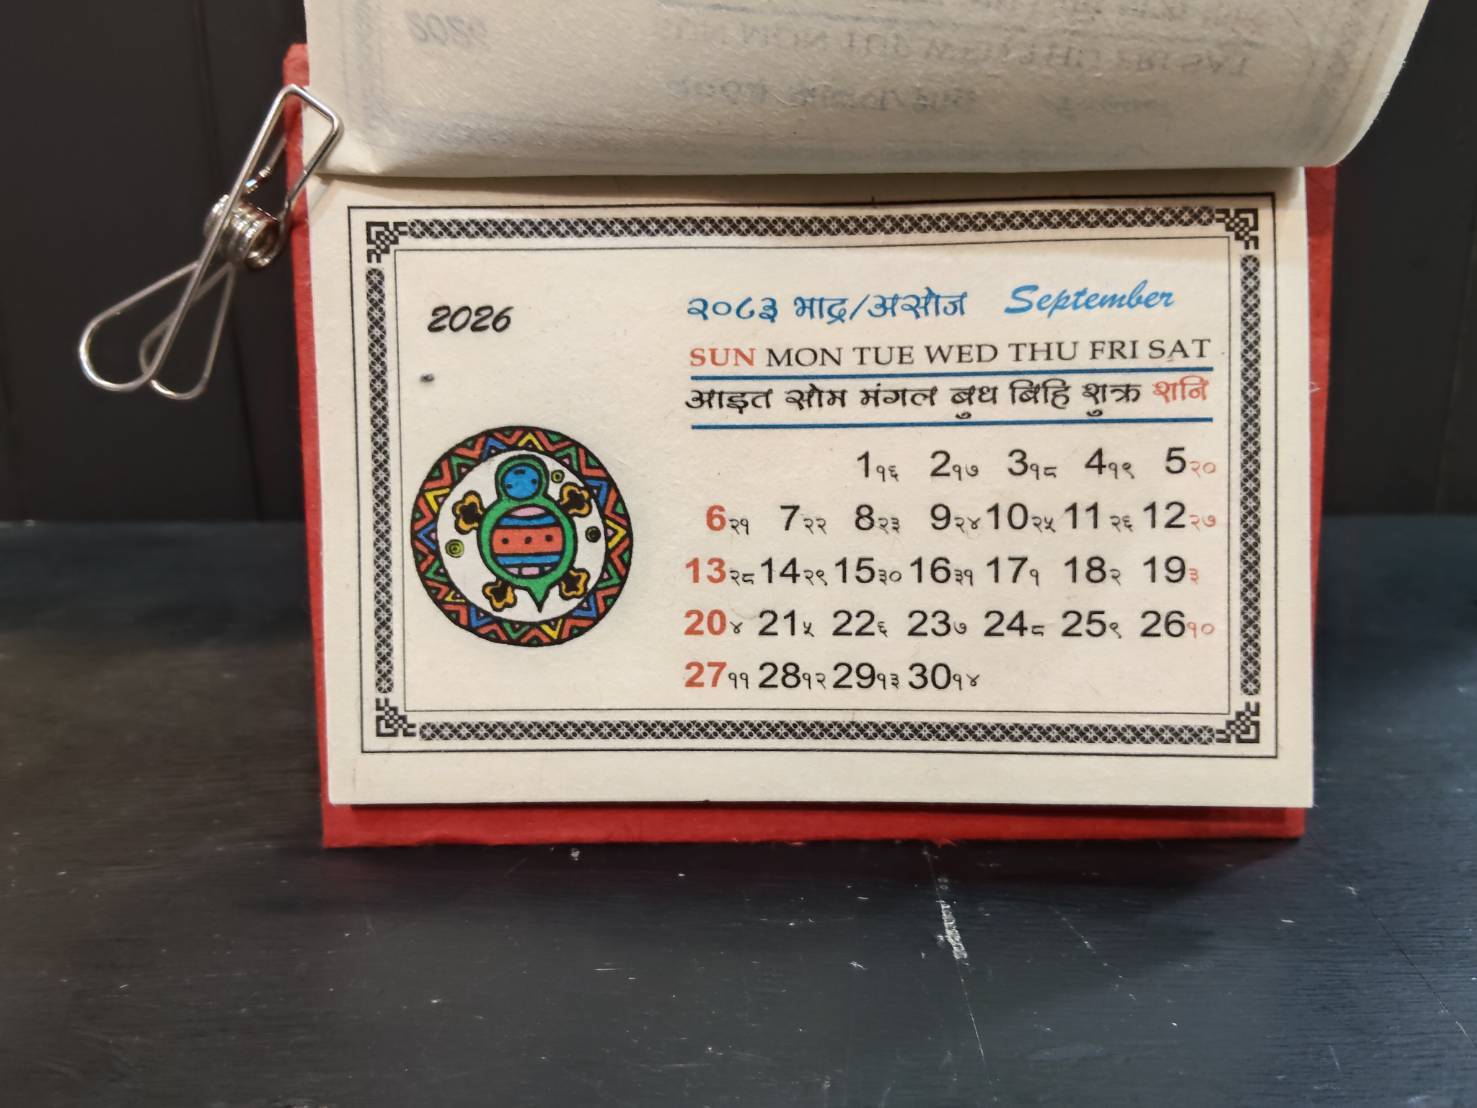 2026
२०८३ भाद्र/असोज September
SUN MON TUE WED THU FRI SAT
आइत सोम मंगल बुध बिहि शुक्र शनि
1१६ 2१७ 3१८ 4१९ 5२०
6२१ 7२२ 8२३ 9२४ 10२५ 11२६ 12२७
13२८ 14२९ 15३० 16३१ 17१ 18२ 19३
20४ 21५ 22६ 23७ 24८ 25९ 26१०
27११ 28१२ 29१३ 30१४